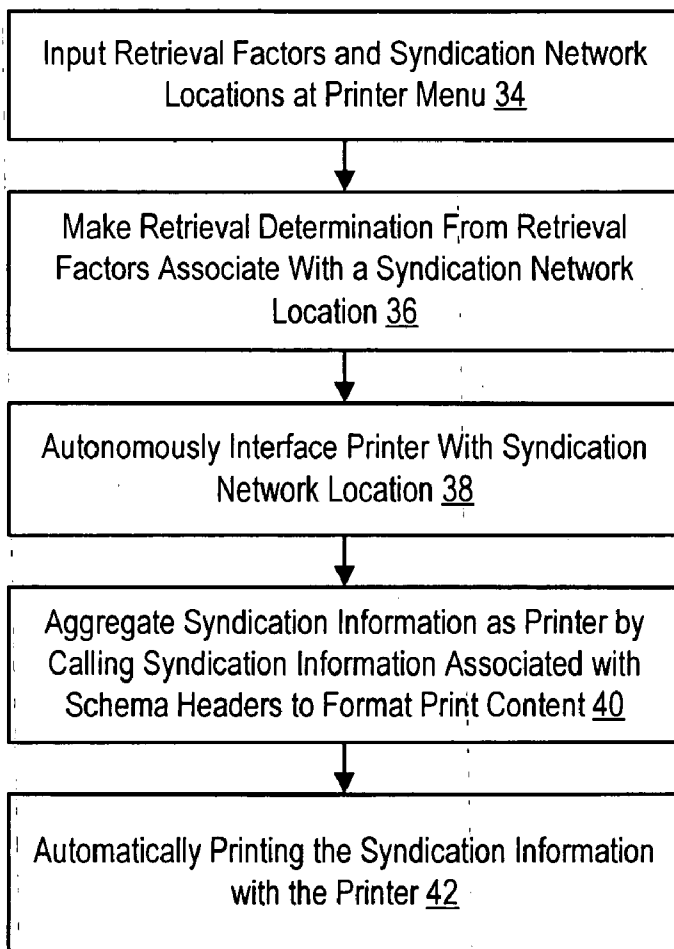 Input Retrieval Factors and Syndication Network
Locations at Printer Menu 34
Make Retrieval Determination From Retrieval
Factors Associate With a Syndication Network
Location 36
Autonomously Interface Printer With Syndication
Network Location 38
Aggregate Syndication Information as Printer by
Calling Syndication Information Associated with
Schema Headers to Format Print Content 40
Automatically Printing the Syndication Information
with the Printer 42